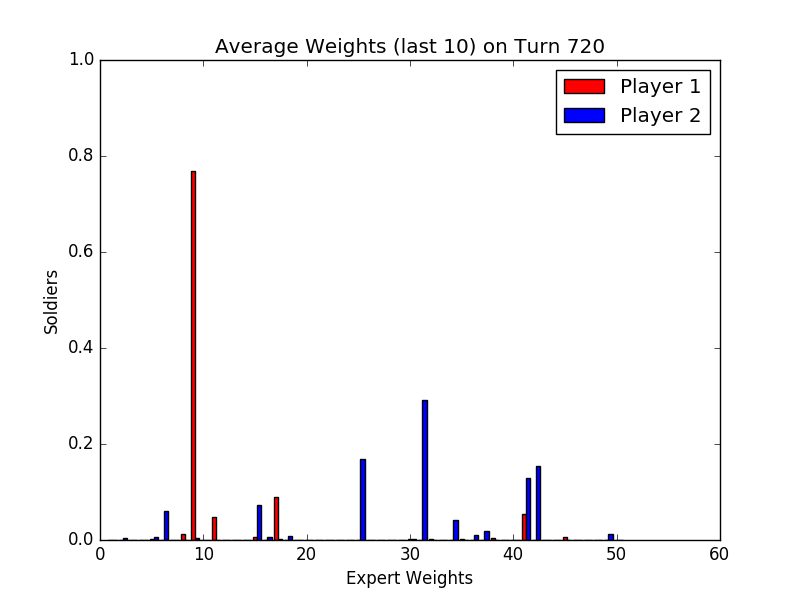 Average Weights (last 10) on Turn 720
1.0
0.8
0.6
0.4
0.2
0.0
Soldiers
Player 1
Player 2
0 10 20 30 40 50 60
Expert Weights